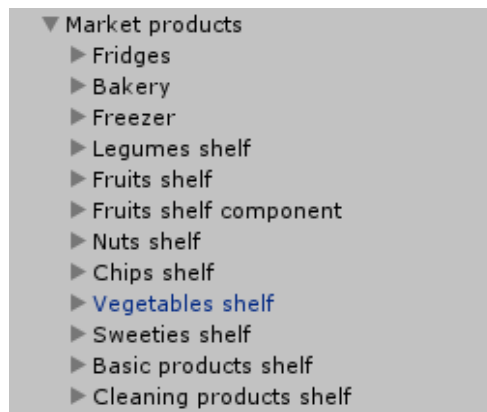 Market products
Fridges
Bakery
Freezer
Legumes shelf
Fruits shelf
Fruits shelf component
Nuts shelf
Chips shelf
Vegetables shelf
Sweeties shelf
Basic products shelf
Cleaning products shelf